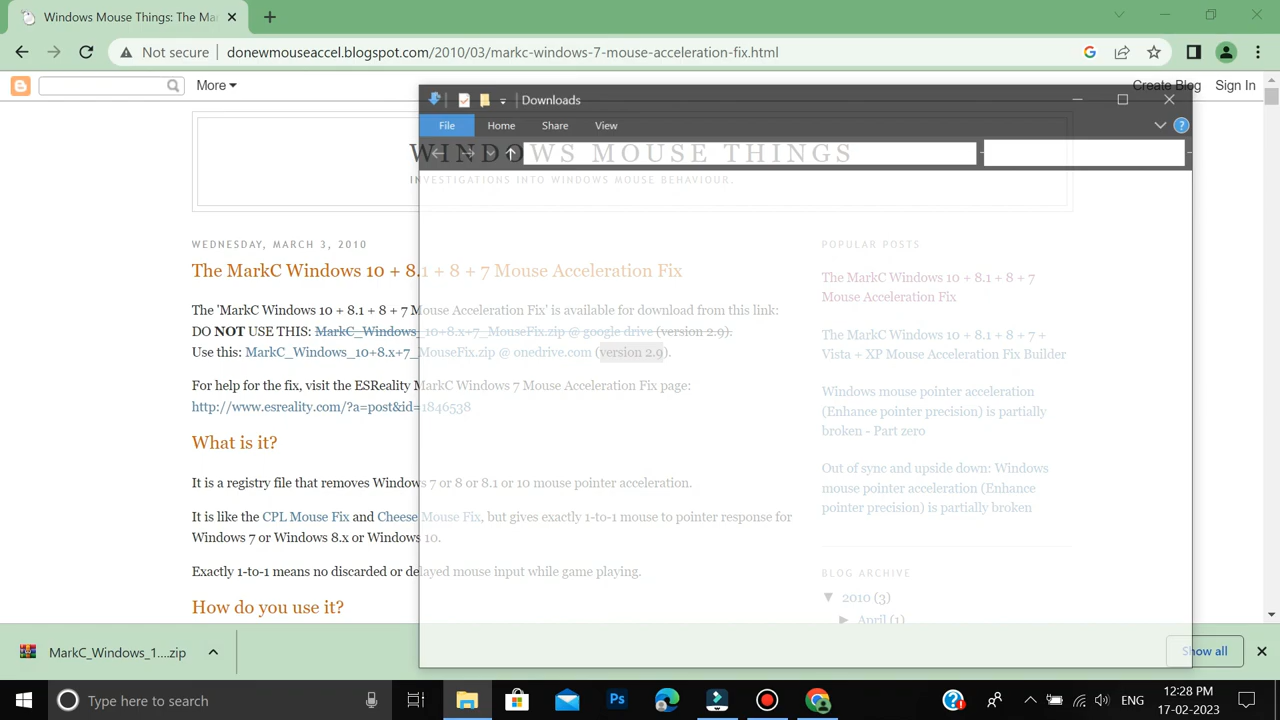 Windows Mouse Things: The Mar
Not secure
donewmouseaccel.blogspot.com/2010/03/markc-windows-7-mouse-acceleration-fix.html
More
Create Blog
Sign In
Downloads
File
Home
Share
View
WINDOWS MOUSE THINGS
INVESTIGATIONS INTO WINDOWS MOUSE BEHAVIOUR.
WEDNESDAY, MARCH 3, 2010
The MarkC Windows 10 + 8.1 + 8 + 7 Mouse Acceleration Fix
The 'MarkC Windows 10 + 8.1 + 8 + 7 Mouse Acceleration Fix' is available for download from this link:
DO NOT USE THIS: MarkC_Windows_10+8.x+7_MouseFix.zip @ google drive (version 2.9).
Use this: MarkC_Windows_10+8.x+7_MouseFix.zip @ onedrive.com (version 2.9).
For help for the fix, visit the ESReality MarkC Windows 7 Mouse Acceleration Fix page:
http://www.esreality.com/?a=post&id=1846538
What is it?
It is a registry file that removes Windows 7 or 8 or 8.1 or 10 mouse pointer acceleration.
It is like the CPL Mouse Fix and Cheese Mouse Fix, but gives exactly 1-to-1 mouse to pointer response for
Windows 7 or Windows 8.x or Windows 10.
Exactly 1-to-1 means no discarded or delayed mouse input while game playing.
How do you use it?
POPULAR POSTS
The MarkC Windows 10 + 8.1 + 8 + 7
Mouse Acceleration Fix
The MarkC Windows 10 + 8.1 + 8 + 7 +
Vista + XP Mouse Acceleration Fix Builder
Windows mouse pointer acceleration
(Enhance pointer precision) is partially
broken - Part zero
Out of sync and upside down: Windows
mouse pointer acceleration (Enhance
pointer precision) is partially broken
BLOG ARCHIVE
▼ 2010 (3)
► April (1)
MarkC_Windows_1....zip
Show all
Type here to search
Ps
ENG
12:28 PM
17-02-2023